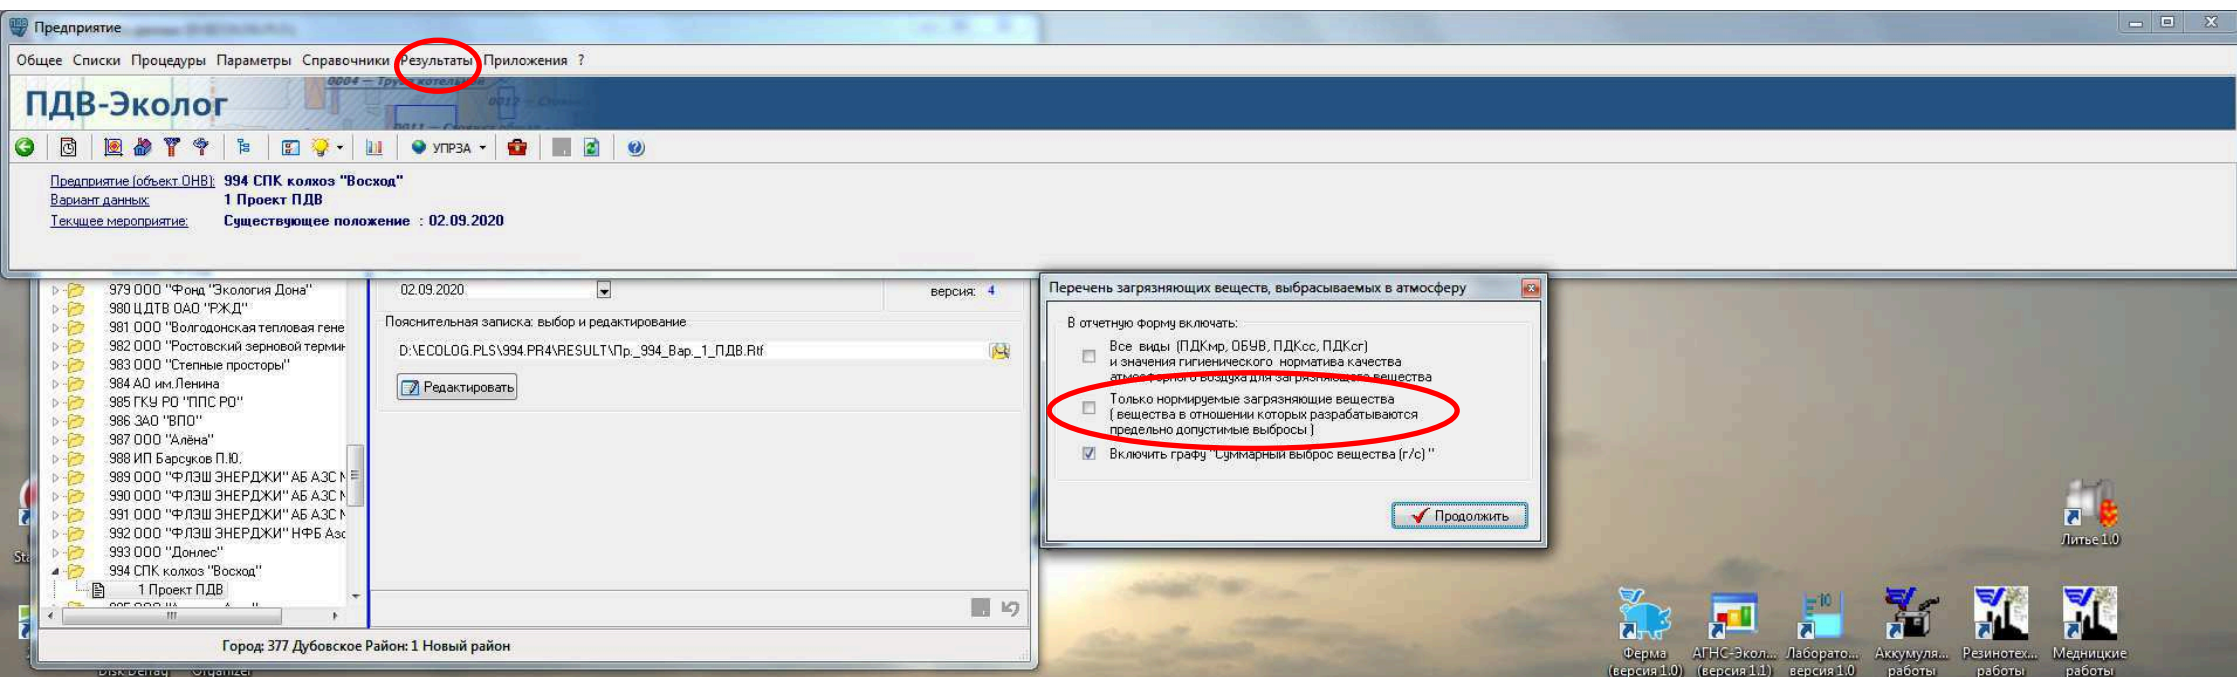 Предприятие
Общее Списки Процедуры Параметры Справочники Результаты Приложения ?
0004 — Труба котельной
ПДВ-Эколог
УПРЗА
Предприятие (объект ОНВ): 994 СПК колхоз "Восход"
Вариант данных: 1 Проект ПДВ
Текущее мероприятие: Существующее положение : 02.09.2020
979 ООО "Фонд "Экология Дона"
980 ЦДТВ ОАО "РЖД"
981 ООО "Волгодонская тепловая гене
982 ООО "Ростовский зерновой термин
983 ООО "Степные просторы"
984 АО им.Ленина
985 ГКУ РО "ППС РО"
986 ЗАО "ВПО"
987 ООО "Алёна"
988 ИП Барсуков П.Ю.
989 ООО "ФЛЭШ ЭНЕРДЖИ" АБ АЗС №
990 ООО "ФЛЭШ ЭНЕРДЖИ" АБ АЗС №
991 ООО "ФЛЭШ ЭНЕРДЖИ" АБ АЗС №
992 ООО "ФЛЭШ ЭНЕРДЖИ" НФБ Азс
993 ООО "Донлес"
994 СПК колхоз "Восход"
1 Проект ПДВ
02.09.2020
версия: 4
Пояснительная записка: выбор и редактирование
D:\ECOLOG.PLS\994.PR4\RESULT\Пр._994_Вар._1_ПДВ.Rtf
Редактировать
Город: 377 Дубовское Район: 1 Новый район
Перечень загрязняющих веществ, выбрасываемых в атмосферу
В отчетную форму включать:
Все виды (ПДКмр, ОБУВ, ПДКсс, ПДКсг)
и значения гигиенического норматива качества
атмосферного воздуха для загрязняющего вещества
Только нормируемые загрязняющие вещества
( вещества в отношении которых разрабатываются
предельно допустимые выбросы )
Включить графу "Суммарный выброс вещества (г/с) "
Продолжить
Литье 1.0
Ферма
(версия 1.0)
АГНС-Экол...
(версия 1.1)
Лаборато...
версия 1.0
Аккумуля...
работы
Резинотех...
работы
Медницкие
работы
Disk Defrag
Organizer